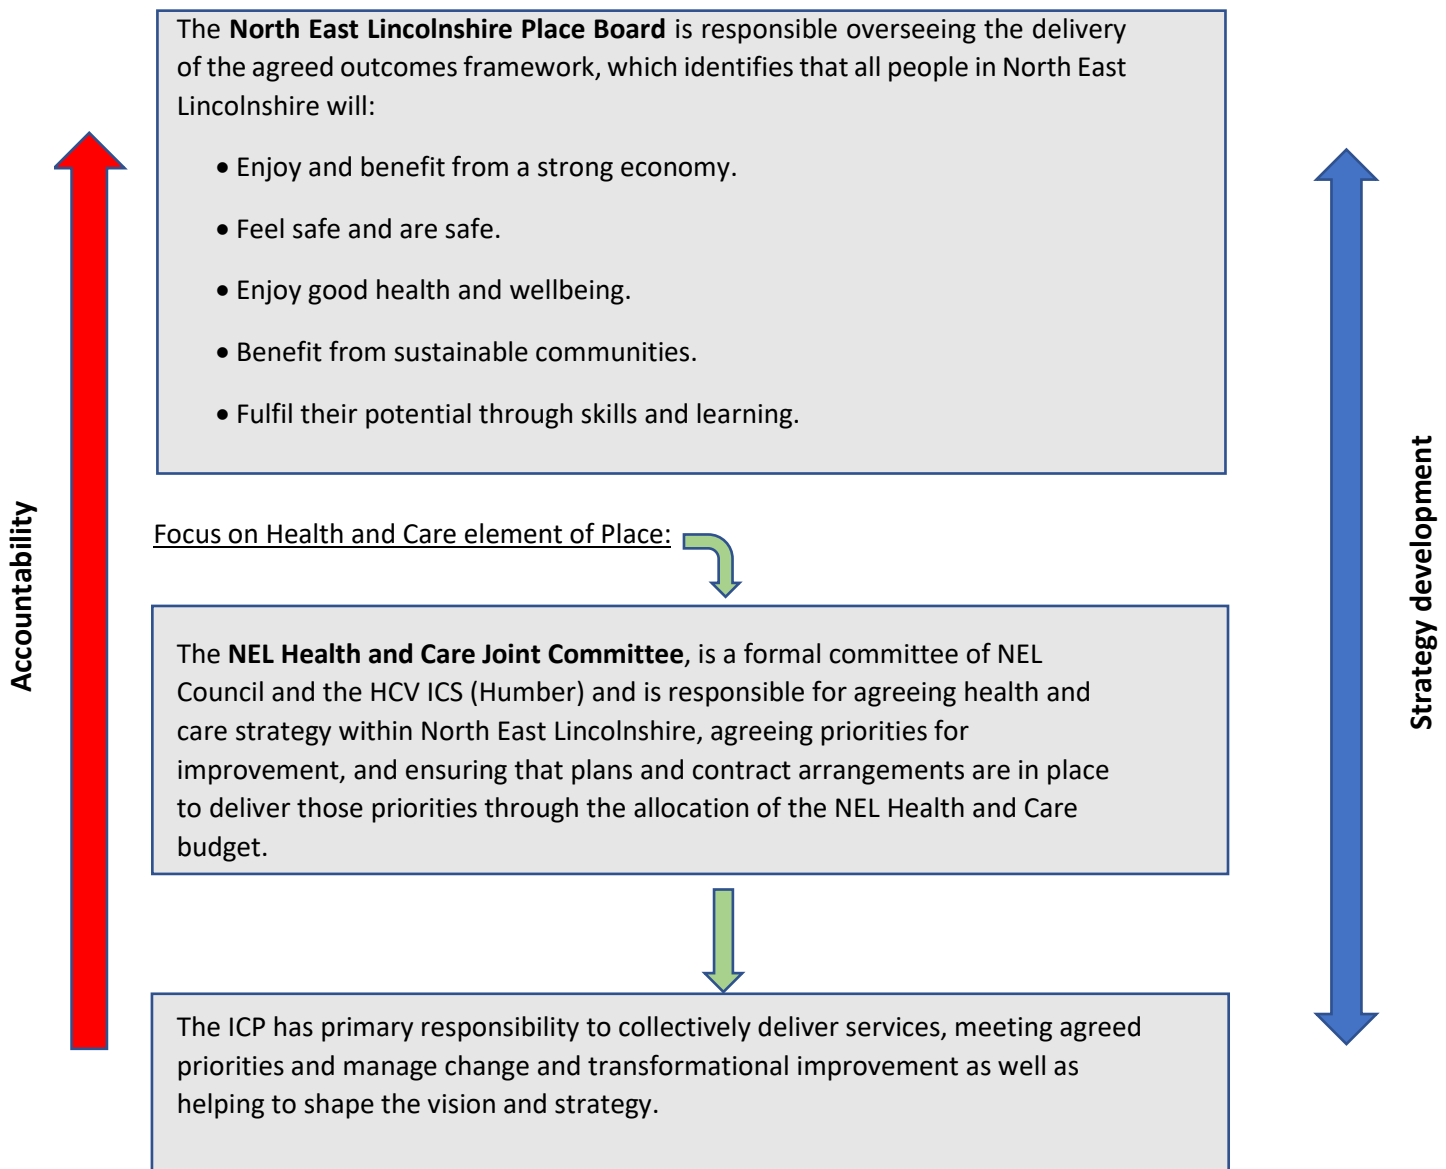 The North East Lincolnshire Place Board is responsible overseeing the delivery
of the agreed outcomes framework, which identifies that all people in North East
Lincolnshire will:
• Enjoy and benefit from a strong economy.
• Feel safe and are safe.
• Enjoy good health and wellbeing.
• Benefit from sustainable communities.
• Fulfil their potential through skills and learning.
Accountability
Strategy development
Focus on Health and Care element of Place:
The NEL Health and Care Joint Committee, is a formal committee of NEL
Council and the HCV ICS (Humber) and is responsible for agreeing health and
care strategy within North East Lincolnshire, agreeing priorities for
improvement, and ensuring that plans and contract arrangements are in place
to deliver those priorities through the allocation of the NEL Health and Care
budget.
The ICP has primary responsibility to collectively deliver services, meeting agreed
priorities and manage change and transformational improvement as well as
helping to shape the vision and strategy.